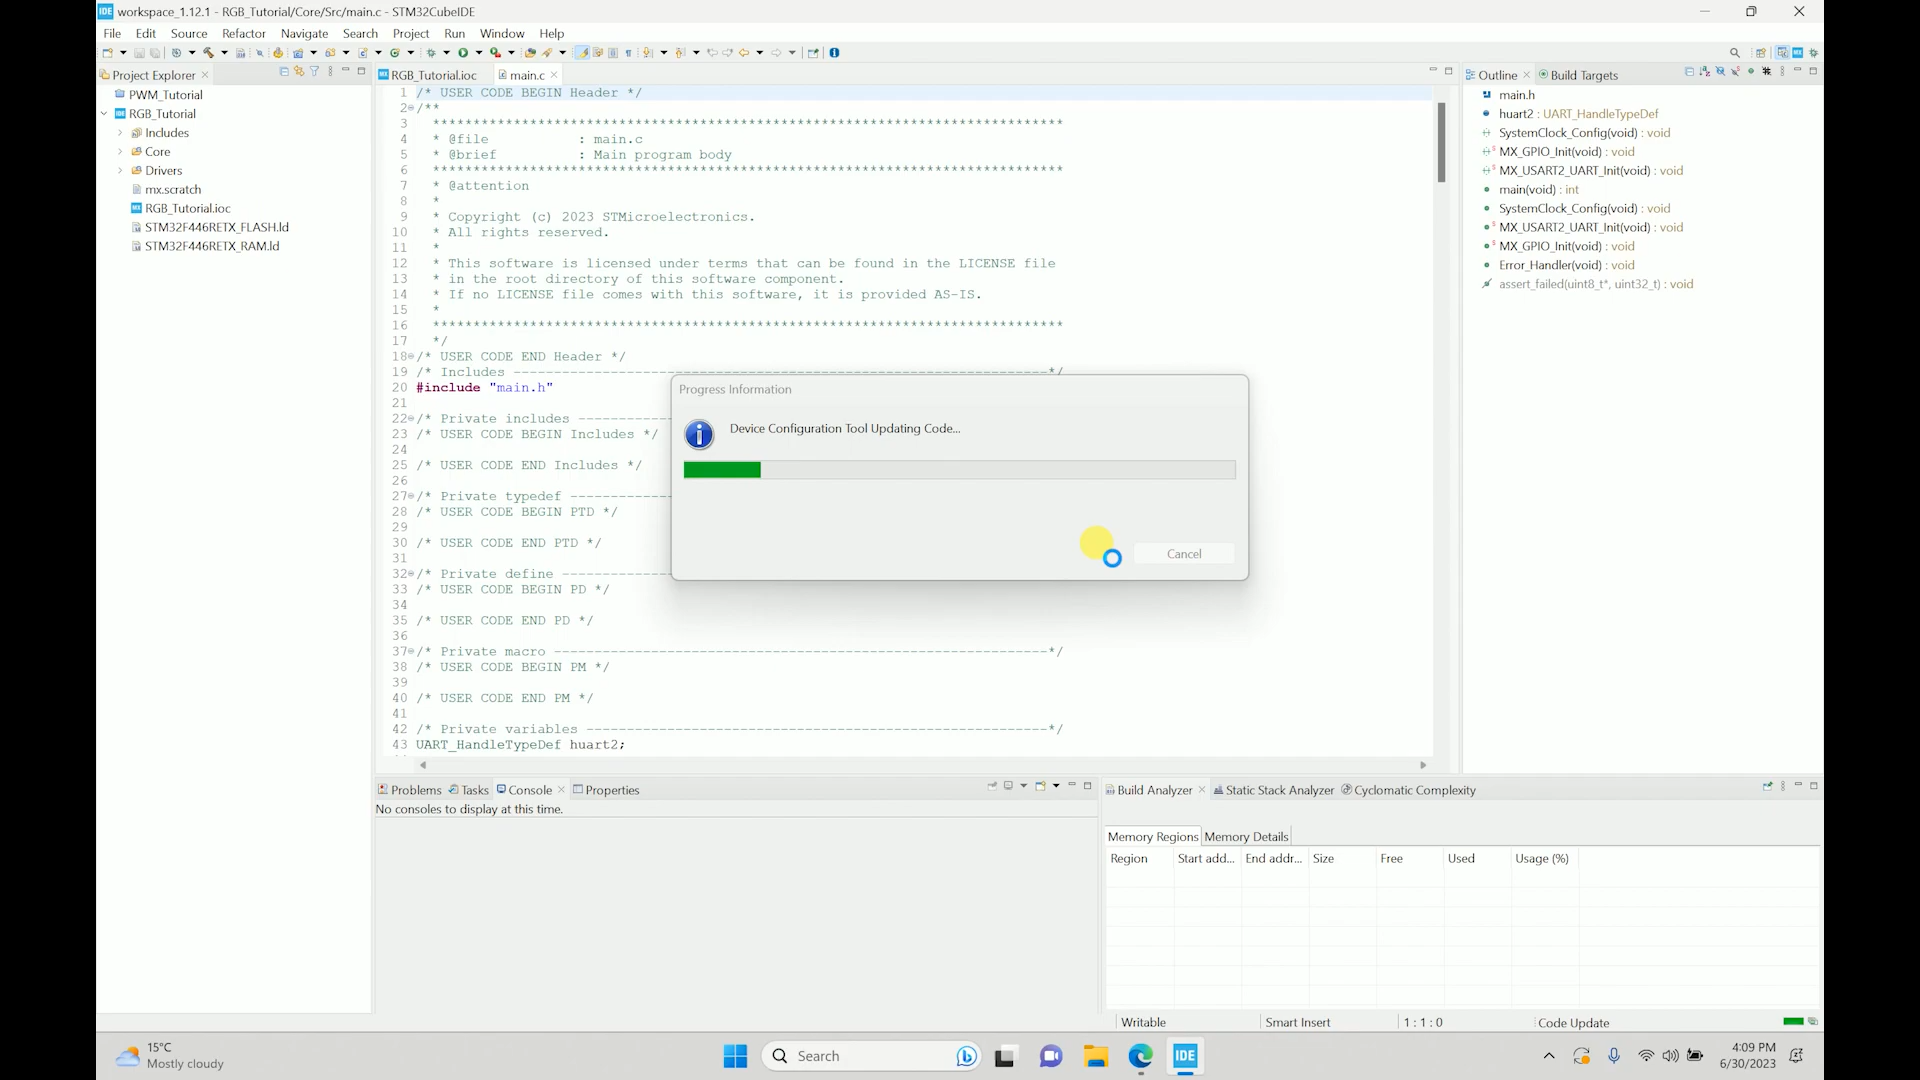 IDE workspace_1.12.1 - RGB_Tutorial/Core/Src/main.c - STM32CubeIDE
File Edit Source Refactor Navigate Search Project Run Window Help
Project Explorer
PWM_Tutorial
RGB_Tutorial
Includes
Core
Drivers
mx.scratch
RGB_Tutorial.ioc
STM32F446RETX_FLASH.ld
STM32F446RETX_RAM.ld
RGB_Tutorial.ioc main.c
1 /* USER CODE BEGIN Header */
2 /**
3 ******************************************************************************
4 * @file : main.c
5 * @brief : Main program body
6 ******************************************************************************
7 * @attention
8 *
9 * Copyright (c) 2023 STMicroelectronics.
10 * All rights reserved.
11 *
12 * This software is licensed under terms that can be found in the LICENSE file
13 * in the root directory of this software component.
14 * If no LICENSE file comes with this software, it is provided AS-IS.
15 *
16 ******************************************************************************
17 */
18 /* USER CODE END Header */
19 /* Includes ------------------------------------------------------------------*/
20 #include "main.h"
21
22 /* Private includes -----------
23 /* USER CODE BEGIN Includes */
24
25 /* USER CODE END Includes */
26
27 /* Private typedef ------------
28 /* USER CODE BEGIN PTD */
29
30 /* USER CODE END PTD */
31
32 /* Private define -------------
33 /* USER CODE BEGIN PD */
34
35 /* USER CODE END PD */
36
37 /* Private macro -------------------------------------------------------------*/
38 /* USER CODE BEGIN PM */
39
40 /* USER CODE END PM */
41
42 /* Private variables ---------------------------------------------------------*/
43 UART_HandleTypeDef huart2;
Progress Information
Device Configuration Tool Updating Code...
Cancel
Outline Build Targets
main.h
huart2 : UART_HandleTypeDef
SystemClock_Config(void) : void
MX_GPIO_Init(void) : void
MX_USART2_UART_Init(void) : void
main(void) : int
SystemClock_Config(void) : void
MX_USART2_UART_Init(void) : void
MX_GPIO_Init(void) : void
Error_Handler(void) : void
assert_failed(uint8_t*, uint32_t) : void
Problems Tasks Console Properties
No consoles to display at this time.
Build Analyzer Static Stack Analyzer Cyclomatic Complexity
Memory Regions Memory Details
Region Start add... End addr... Size Free Used Usage (%)
Writable Smart Insert 1 : 1 : 0 Code Update
15°C
Mostly cloudy
Search
IDE
4:09 PM
6/30/2023